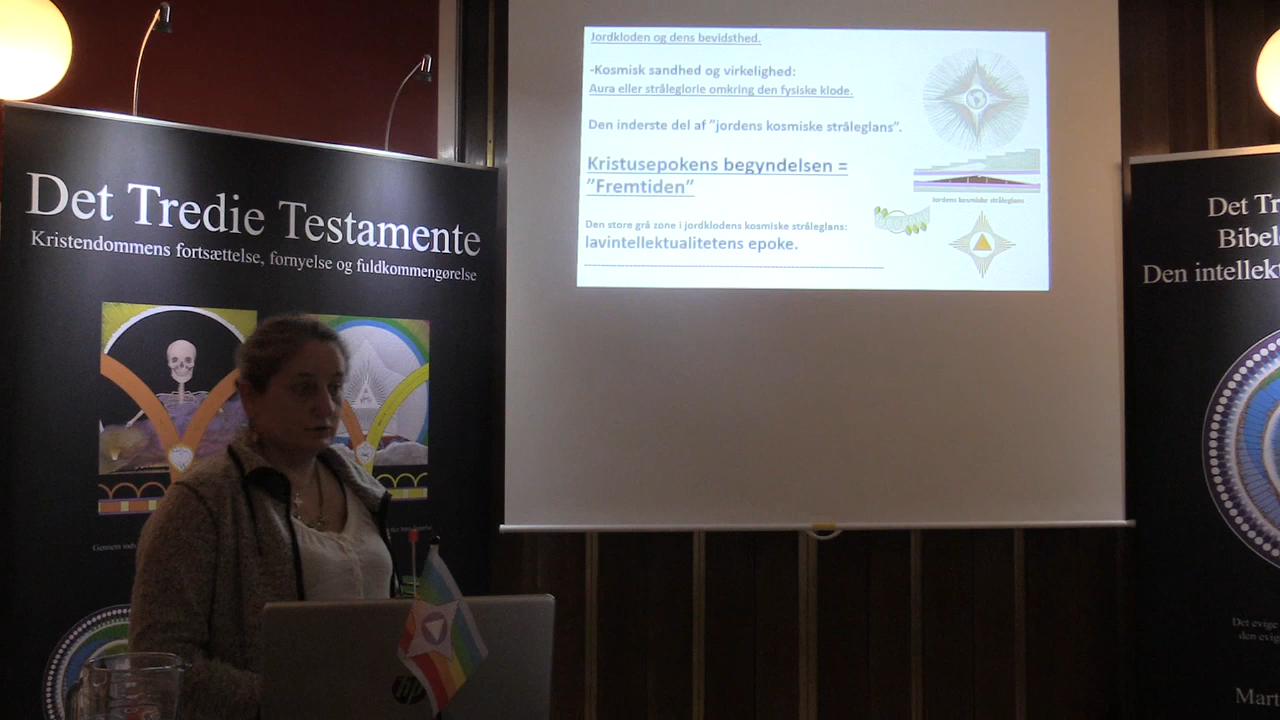 Det Tredie Testamente
Kristendommens fortsættelse, fornyelse og fuldkommengørelse
Jordkloden og dens bevidsthed.
-Kosmisk sandhed og virkelighed:
Aura eller stråleglorie omkring den fysiske klode.
Den inderste del af ”jordens kosmiske stråleglans”.
Kristusepokens begyndelsen =
”Fremtiden”
Den store grå zone i jordklodens kosmiske stråleglans:
lavintellektualitetens epoke.
Jordens kosmiske stråleglans
hp
Det Tr
Bibel
Den intellekt
Det evige
den evig
Mart